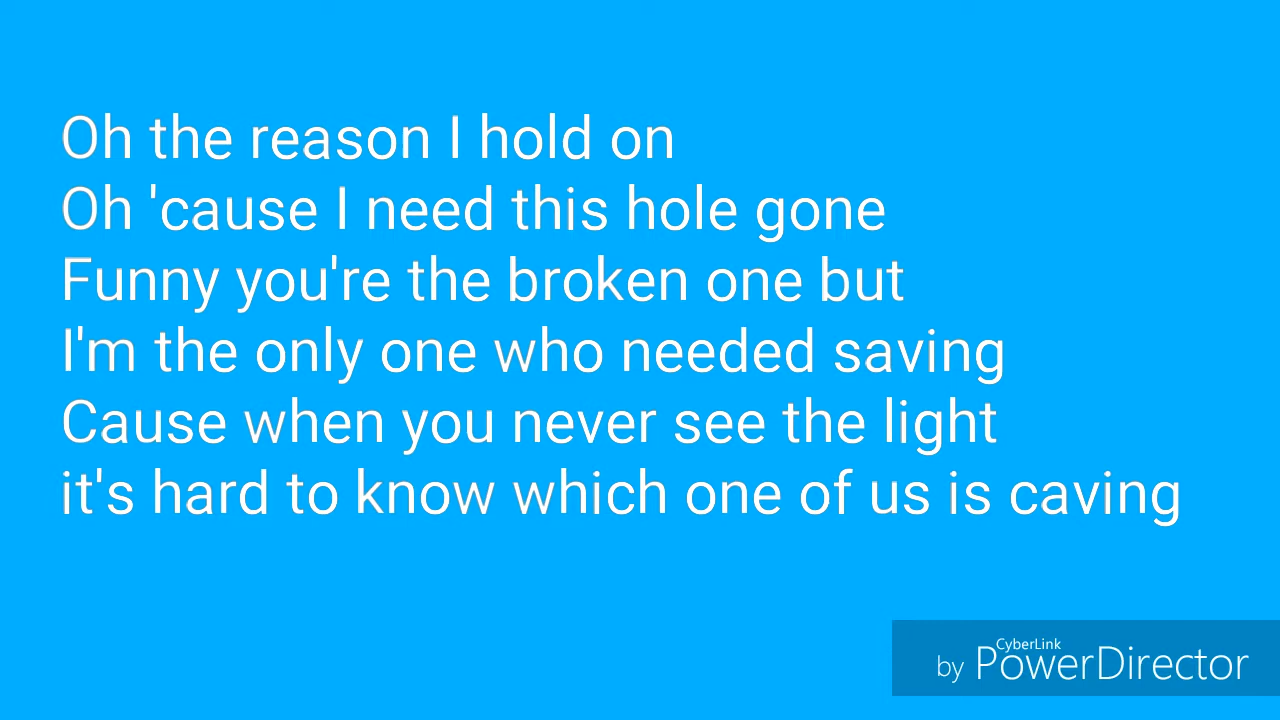 Oh the reason I hold on
Oh 'cause I need this hole gone
Funny you're the broken one but
I'm the only one who needed saving
Cause when you never see the light
it's hard to know which one of us is caving
CyberLink
by PowerDirector